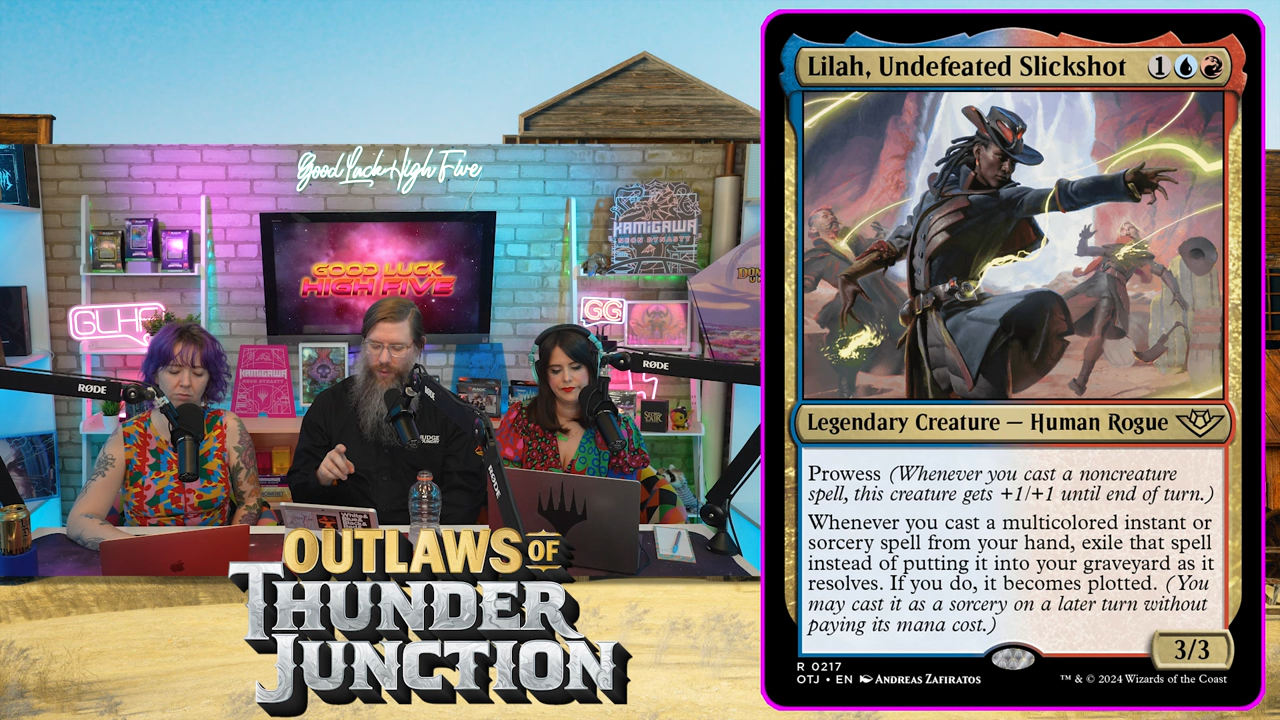 Good Luck High Five
KAMIGAWA
NEON DYNASTY
GOOD LUCK
HIGH FIVE
GLHF
GG
KAMIGAWA
RØDE
RØDE
RØDE
JUDGE
OUTLAWS OF
THUNDER
JUNCTION
Lilah, Undefeated Slickshot
1
Legendary Creature — Human Rogue
Prowess (Whenever you cast a noncreature
spell, this creature gets +1/+1 until end of turn.)
Whenever you cast a multicolored instant or
sorcery spell from your hand, exile that spell
instead of putting it into your graveyard as it
resolves. If you do, it becomes plotted. (You
may cast it as a sorcery on a later turn without
paying its mana cost.)
3/3
R 0217
OTJ • EN ANDREAS ZAFIRATOS
™ & © 2024 Wizards of the Coast